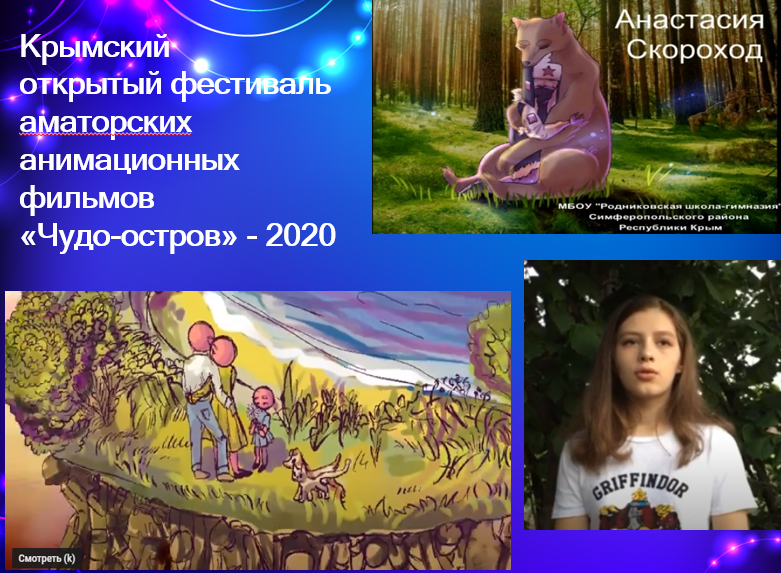 Крымский
открытый фестиваль
аматорских
анимационных
фильмов
«Чудо-остров» - 2020
Анастасия
Скороход
МБОУ "Родниковская школа-гимназия"
Симферопольского района
Республики Крым
GRIFFINDOR
Смотреть (k)